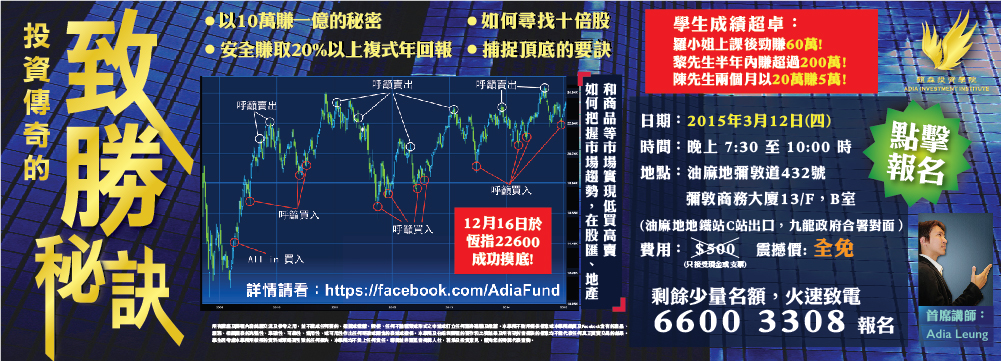 投資傳奇的
致勝
秘訣
●以10萬賺一億的秘密
●如何尋找十倍股
●安全賺取20%以上複式年回報
●捕捉頂底的要訣
呼籲賣出
呼籲賣出
呼籲賣出
呼籲買入
呼籲買入
呼籲買入
All in 買入
12月16日於
恆指22600
成功摸底!
詳情請看：https://facebook.com/AdiaFund
如何把握市場趨勢，在股匯、地產
和商品等市場實現低買高賣
學生成績超卓：
羅小姐上課後勁賺60萬!
黎先生半年內賺超過200萬!
陳先生兩個月以20萬賺5萬!
ADIA INVESTMENT INSTITUTE
日期：2015年3月12日(四)
時間：晚上 7:30 至 10:00 時
地點：油麻地彌敦道432號
彌敦商務大廈13/F，B室
(油麻地地鐵站C站出口，九龍政府合署對面)
費用：$500 震撼價: 全免
(只接受現金或支票)
點擊
報名
剩餘少量名額，火速致電
6600 3308 報名
首席講師：
Adia Leung